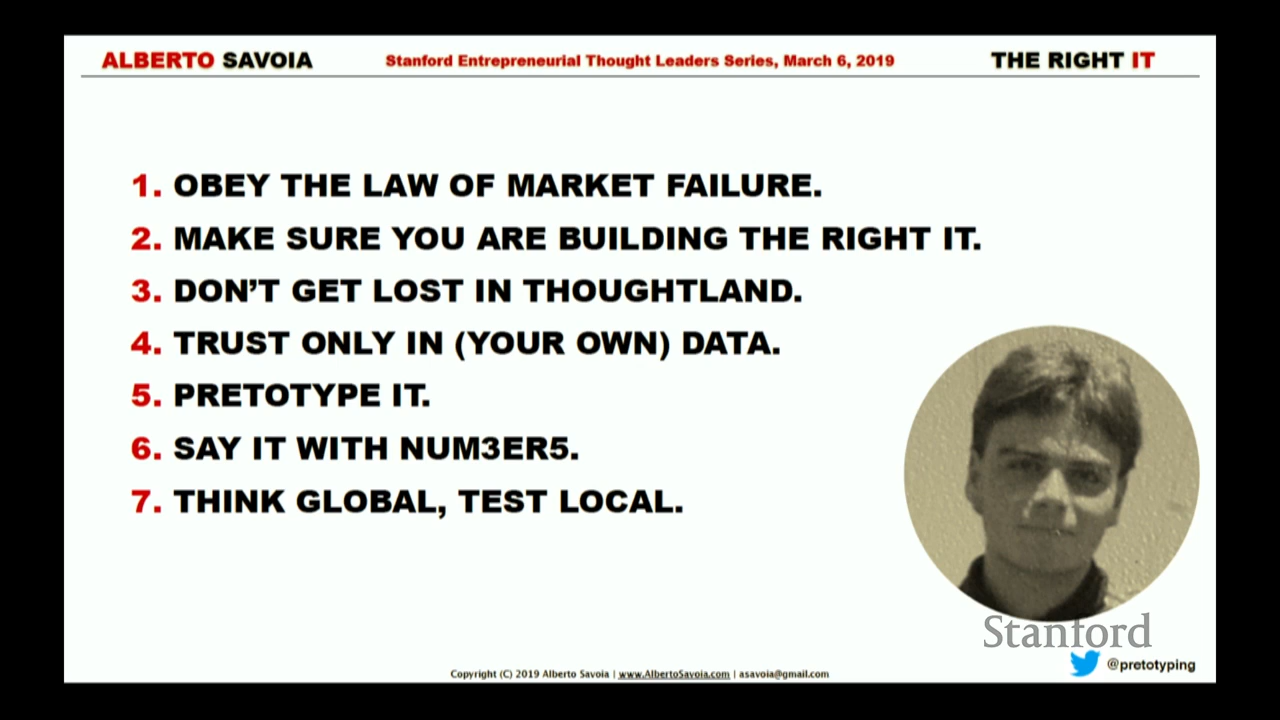 ALBERTO SAVOIA
Stanford Entrepreneurial Thought Leaders Series, March 6, 2019
THE RIGHT IT
1. OBEY THE LAW OF MARKET FAILURE.
2. MAKE SURE YOU ARE BUILDING THE RIGHT IT.
3. DON’T GET LOST IN THOUGHTLAND.
4. TRUST ONLY IN (YOUR OWN) DATA.
5. PRETOTYPE IT.
6. SAY IT WITH NUM3ER5.
7. THINK GLOBAL, TEST LOCAL.
Stanford
@pretotyping
Copyright (C) 2019 Alberto Savoia | www.AlbertoSavoia.com | asavoia@gmail.com